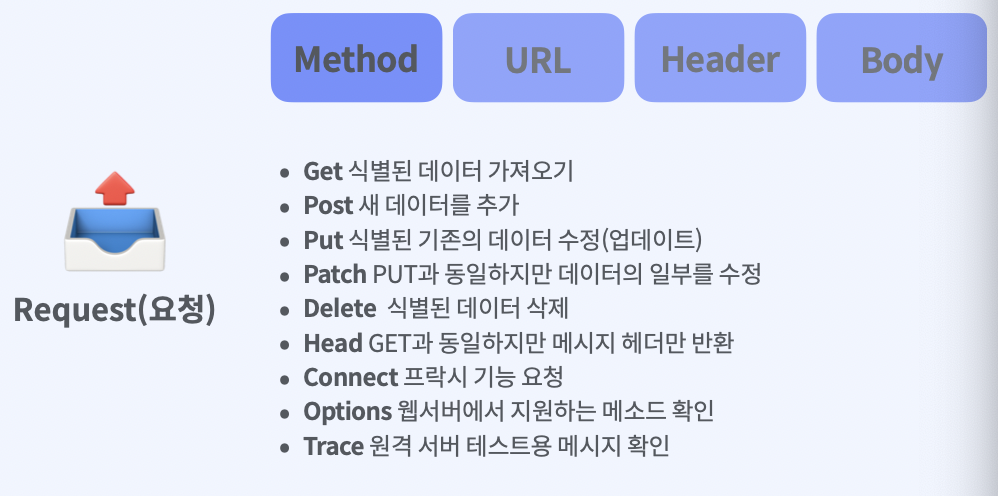 Method URL Header Body
• Get 식별된 데이터 가져오기
• Post 새 데이터를 추가
• Put 식별된 기존의 데이터 수정(업데이트)
• Patch PUT과 동일하지만 데이터의 일부를 수정
• Delete 식별된 데이터 삭제
• Head GET과 동일하지만 메시지 헤더만 반환
• Connect 프락시 기능 요청
• Options 웹서버에서 지원하는 메소드 확인
• Trace 원격 서버 테스트용 메시지 확인
Request(요청)